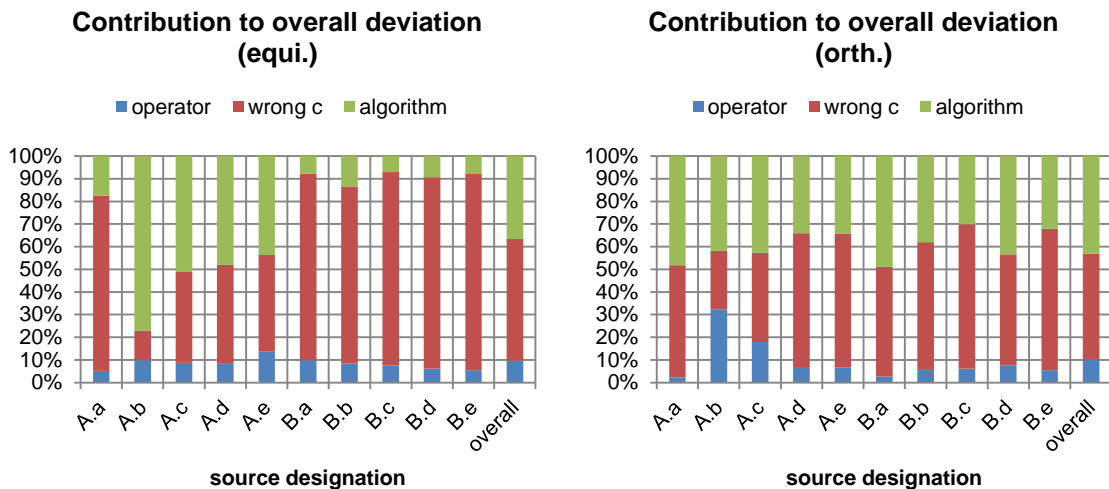 Contribution to overall deviation
(equi.)
operator wrong c algorithm
100%
90%
80%
70%
60%
50%
40%
30%
20%
10%
0%
A.a A.b A.c A.d A.e B.a B.b B.c B.d B.e overall
source designation
Contribution to overall deviation
(orth.)
operator wrong c algorithm
100%
90%
80%
70%
60%
50%
40%
30%
20%
10%
0%
A.a A.b A.c A.d A.e B.a B.b B.c B.d B.e overall
source designation